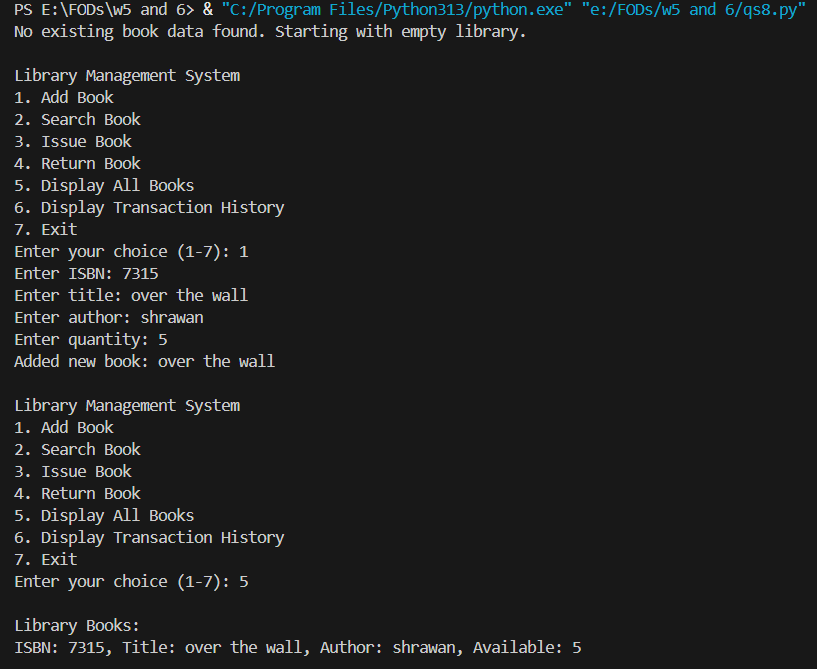 PS E:\FODs\w5 and 6> & "C:/Program Files/Python313/python.exe" "e:/FODs/w5 and 6/qs8.py"
No existing book data found. Starting with empty library.

Library Management System
1. Add Book
2. Search Book
3. Issue Book
4. Return Book
5. Display All Books
6. Display Transaction History
7. Exit
Enter your choice (1-7): 1
Enter ISBN: 7315
Enter title: over the wall
Enter author: shrawan
Enter quantity: 5
Added new book: over the wall

Library Management System
1. Add Book
2. Search Book
3. Issue Book
4. Return Book
5. Display All Books
6. Display Transaction History
7. Exit
Enter your choice (1-7): 5

Library Books:
ISBN: 7315, Title: over the wall, Author: shrawan, Available: 5